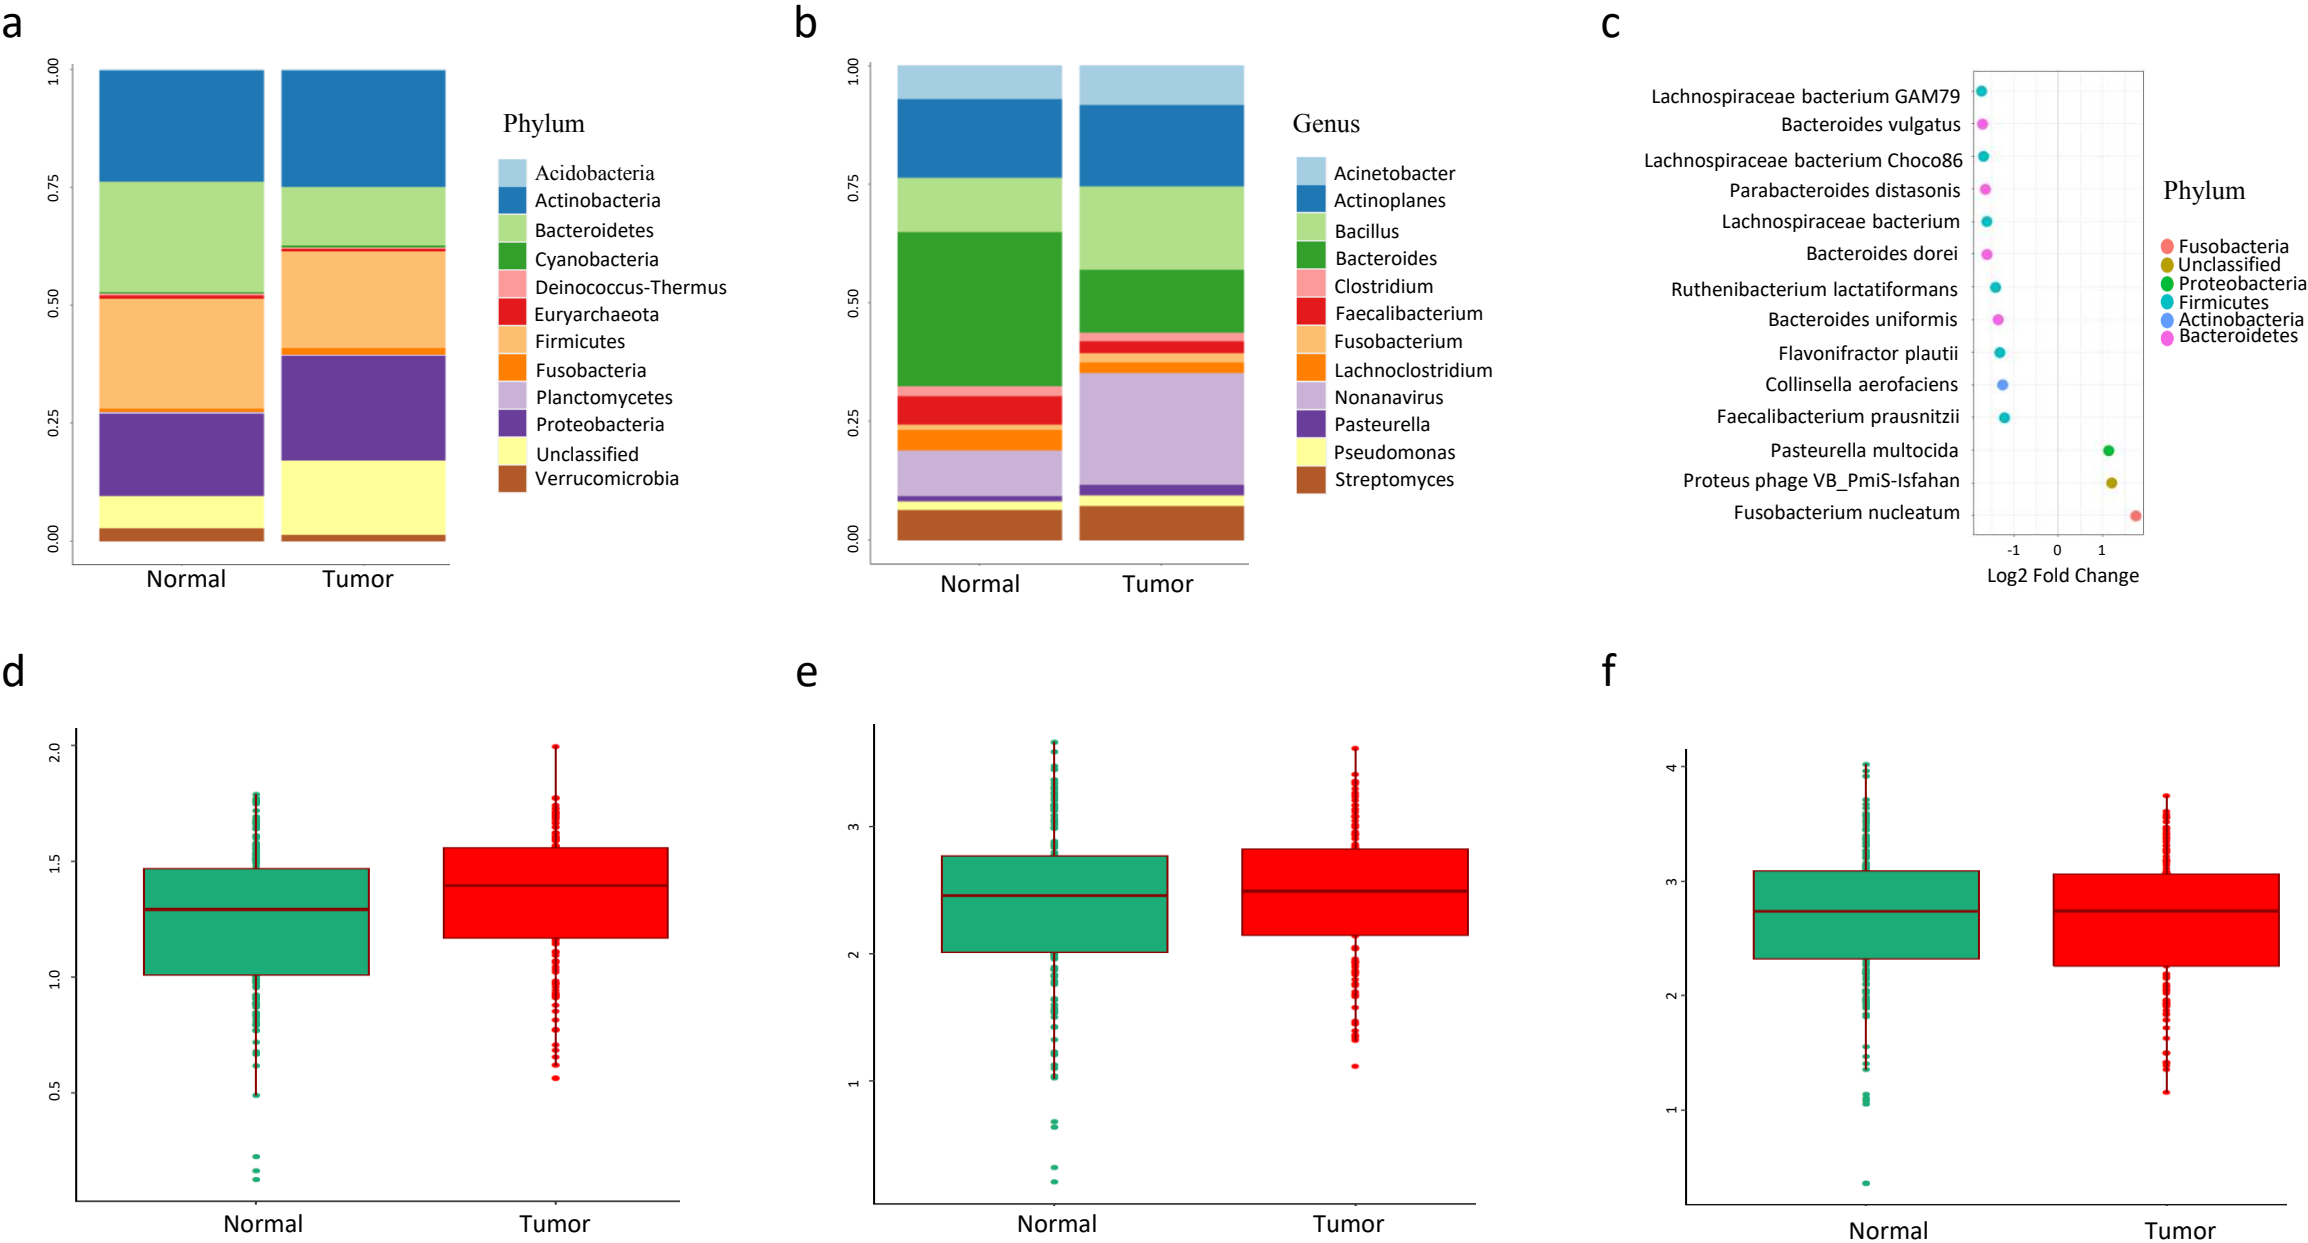 a
1.00
0.75
0.50
0.25
0.00
Normal
Tumor
Phylum
Acidobacteria
Actinobacteria
Bacteroidetes
Cyanobacteria
Deinococcus-Thermus
Euryarchaeota
Firmicutes
Fusobacteria
Planctomycetes
Proteobacteria
Unclassified
Verrucomicrobia
b
1.00
0.75
0.50
0.25
0.00
Normal
Tumor
Genus
Acinetobacter
Actinoplanes
Bacillus
Bacteroides
Clostridium
Faecalibacterium
Fusobacterium
Lachnoclostridium
Nonanavirus
Pasteurella
Pseudomonas
Streptomyces
c
Lachnospiraceae bacterium GAM79
Bacteroides vulgatus
Lachnospiraceae bacterium Choco86
Parabacteroides distasonis
Lachnospiraceae bacterium
Bacteroides dorei
Ruthenibacterium lactatiformans
Bacteroides uniformis
Flavonifractor plautii
Collinsella aerofaciens
Faecalibacterium prausnitzii
Pasteurella multocida
Proteus phage VB_PmiS-Isfahan
Fusobacterium nucleatum
-1 0 1
Log2 Fold Change
Phylum
Fusobacteria
Unclassified
Proteobacteria
Firmicutes
Actinobacteria
Bacteroidetes
d
2.0
1.5
1.0
0.5
Normal
Tumor
e
3
2
1
Normal
Tumor
f
4
3
2
1
Normal
Tumor